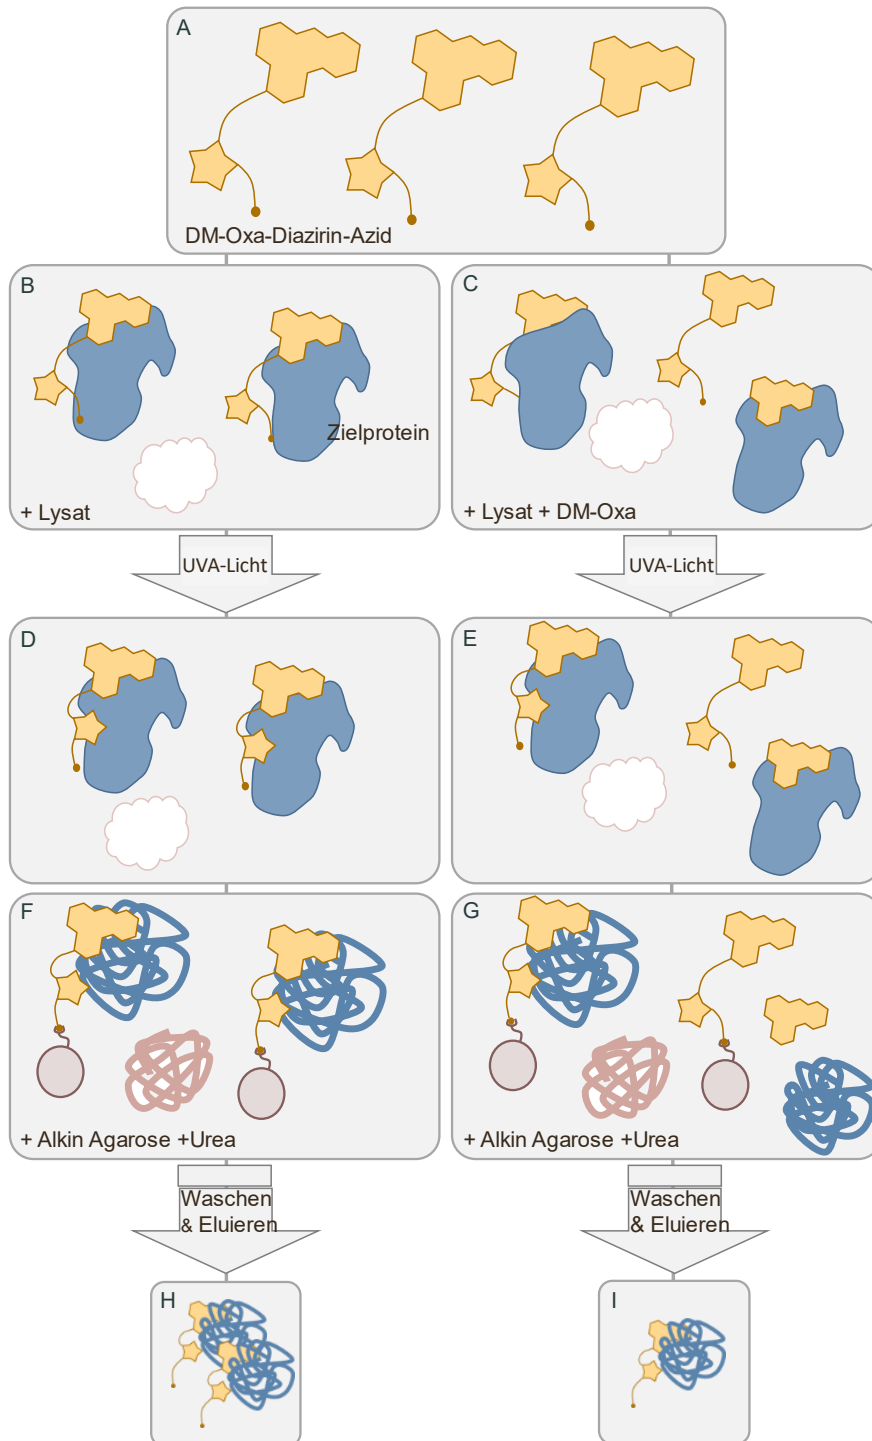 A
DM-Oxa-Diazirin-Azid
B
Zielprotein
+ Lysat
C
+ Lysat + DM-Oxa
UVA-Licht
UVA-Licht
D
E
F
+ Alkin Agarose +Urea
G
+ Alkin Agarose +Urea
Waschen
& Eluieren
Waschen
& Eluieren
H
I